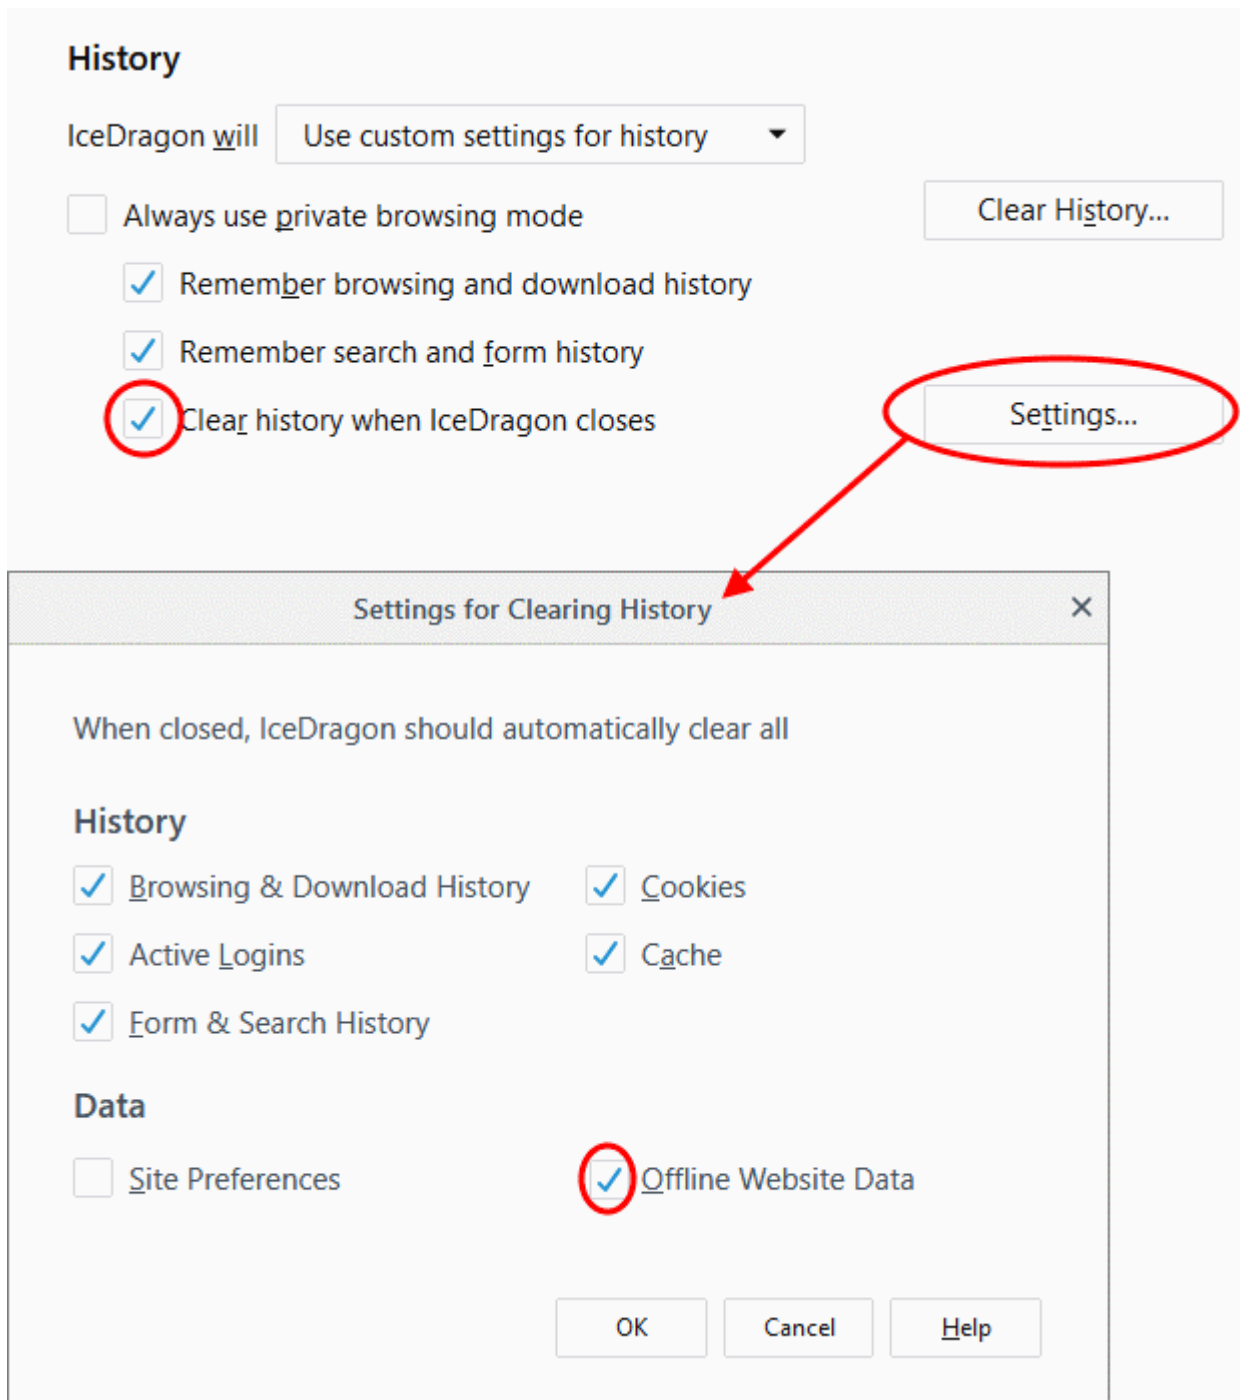 History
IceDragon will Use custom settings for history
Always use private browsing mode Clear History...
Remember browsing and download history
Remember search and form history
Clear history when IceDragon closes Settings...
Settings for Clearing History
When closed, IceDragon should automatically clear all
History
Browsing & Download History Cookies
Active Logins Cache
Form & Search History
Data
Site Preferences Offline Website Data
OK Cancel Help